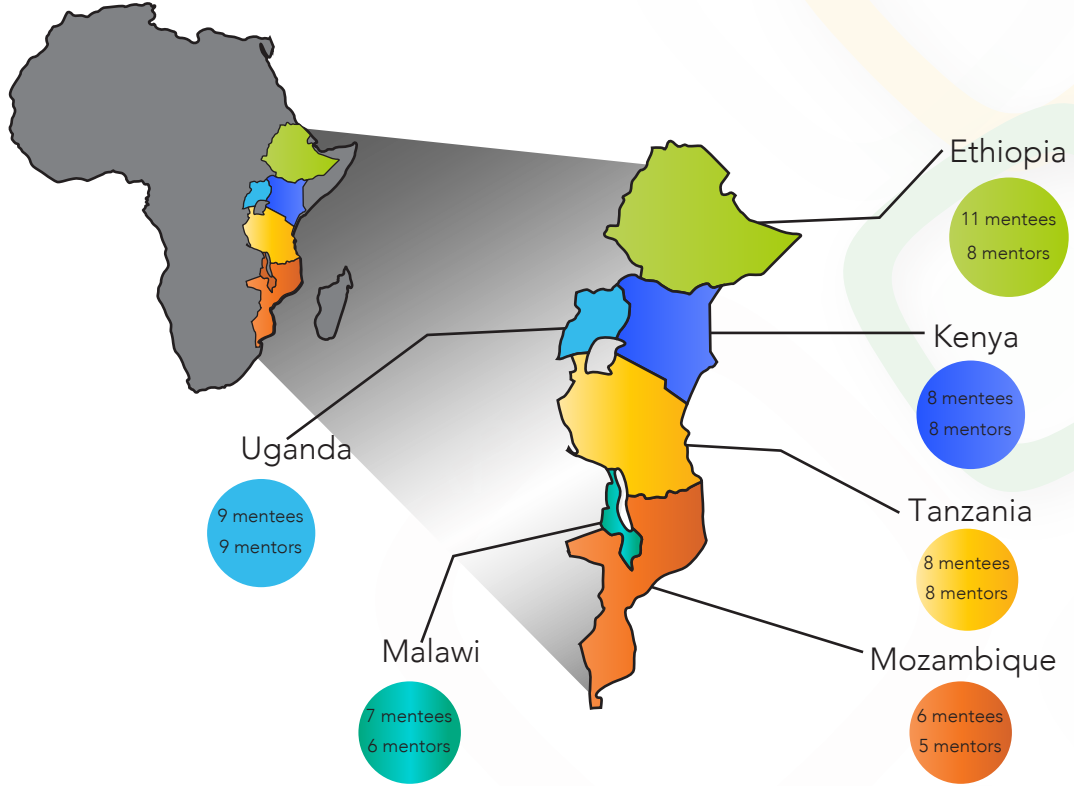 Ethiopia
11 mentees
8 mentors
Kenya
8 mentees
8 mentors
Uganda
9 mentees
9 mentors
Tanzania
8 mentees
8 mentors
Malawi
7 mentees
6 mentors
Mozambique
6 mentees
5 mentors